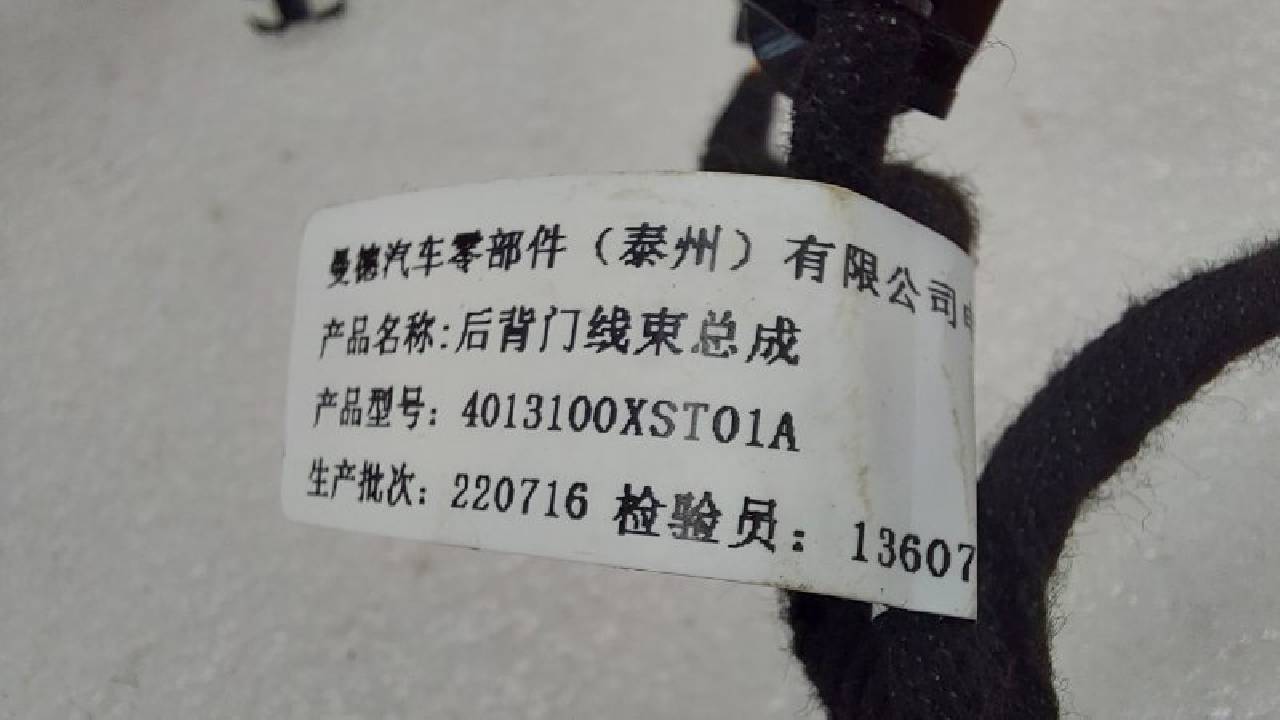 曼德汽车零部件（泰州）有限公司
产品名称:后背门线束总成
产品型号：4013100XST01A
生产批次：220716 检验员：13607